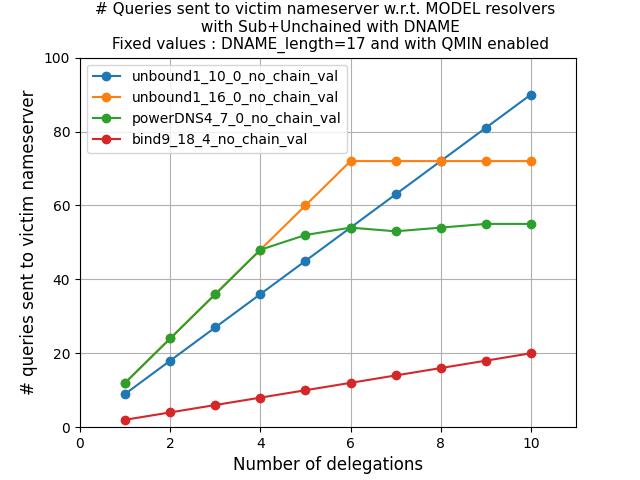 # Queries sent to victim nameserver w.r.t. MODEL resolvers
with Sub+Unchained with DNAME
Fixed values : DNAME_length=17 and with QMIN enabled
unbound1_10_0_no_chain_val
unbound1_16_0_no_chain_val
powerDNS4_7_0_no_chain_val
bind9_18_4_no_chain_val
# queries sent to victim nameserver
100
80
60
40
20
0
0
2
4
6
8
10
Number of delegations